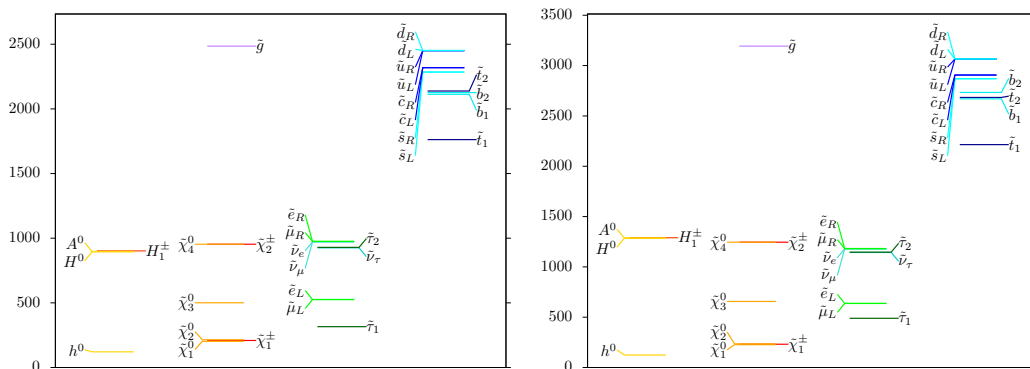 2500
2000
1500
1000
500
0
g̃
d̃_R
d̃_L
ũ_R
ũ_L
c̃_R
c̃_L
s̃_R
s̃_L
t̃_2
b̃_2
b̃_1
t̃_1
A^0
H^0
H_1^±
χ̃_4^0
χ̃_2^±
ẽ_R
μ̃_R
ν̃_e
ν̃_μ
τ̃_2
ν̃_τ
χ̃_3^0
ẽ_L
μ̃_L
τ̃_1
χ̃_2^0
χ̃_1^0
χ̃_1^±
h^0
3500
3000
2500
2000
1500
1000
500
0
g̃
d̃_R
d̃_L
ũ_R
ũ_L
c̃_R
c̃_L
s̃_R
s̃_L
b̃_2
t̃_2
b̃_1
t̃_1
A^0
H^0
H_1^±
χ̃_4^0
χ̃_2^±
ẽ_R
μ̃_R
ν̃_e
ν̃_μ
τ̃_2
ν̃_τ
χ̃_3^0
ẽ_L
μ̃_L
τ̃_1
χ̃_2^0
χ̃_1^0
χ̃_1^±
h^0